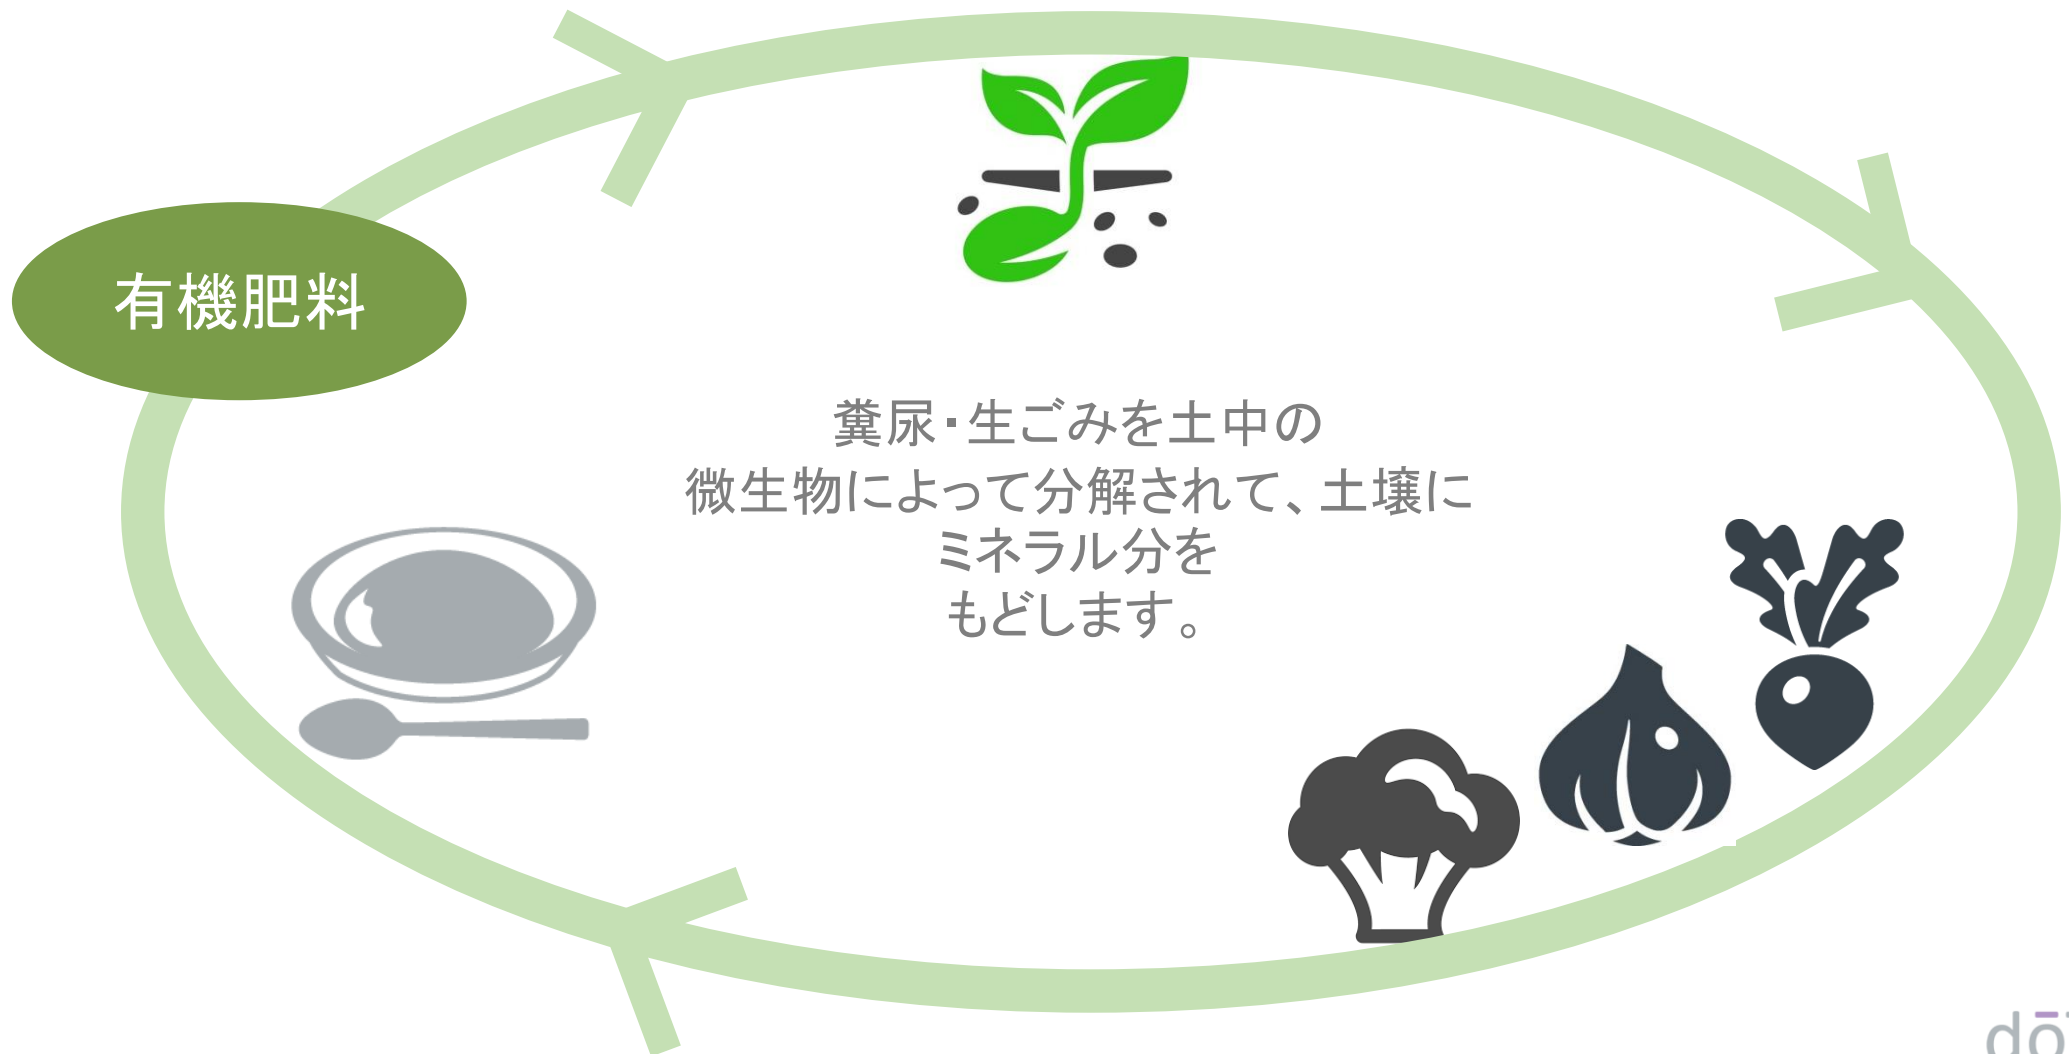 有機肥料
糞尿・生ごみを土中の
微生物によって分解されて、土壌に
ミネラル分を
もどします。
dō